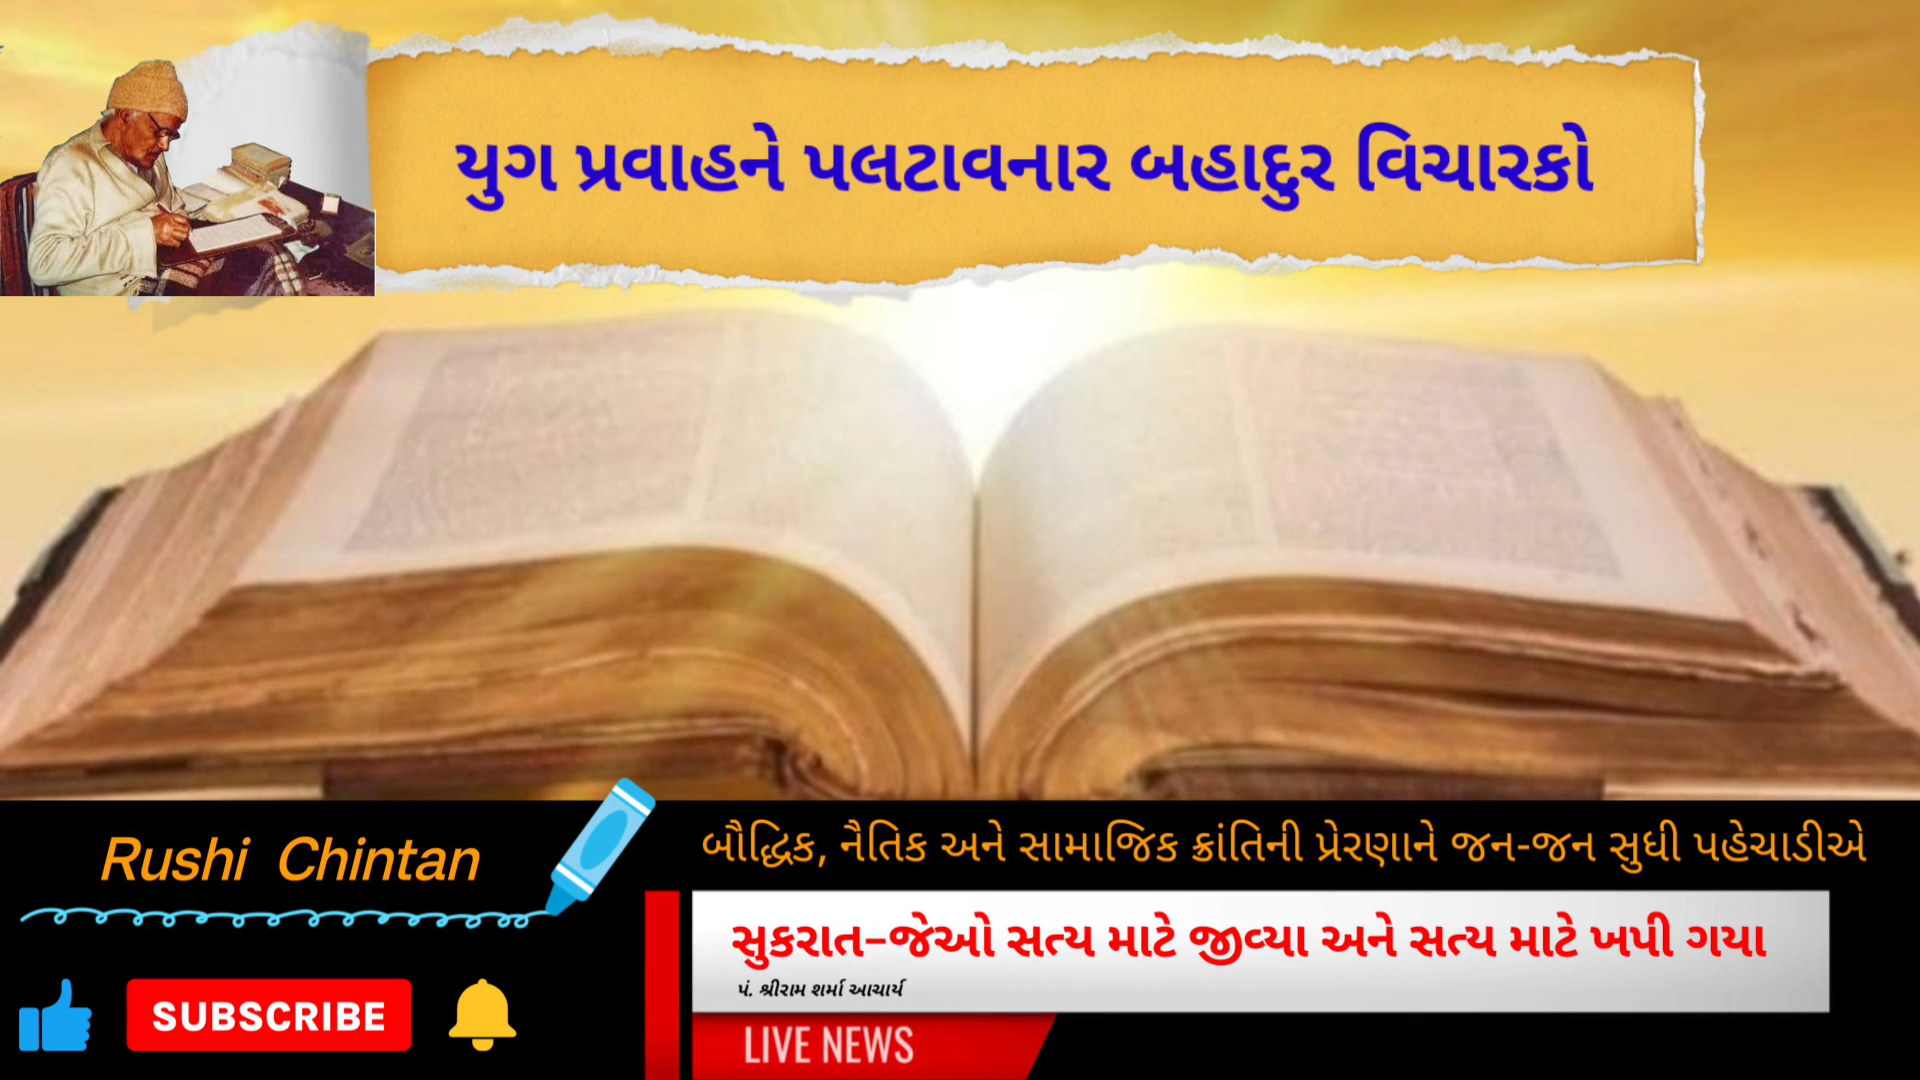 યુગ પ્રવાહને પલટાવનાર બહાદુર વિચારકો
Rushi Chintan
બૌદ્ધિક, નૈતિક અને સામાજિક ક્રાંતિની પ્રેરણાને જન-જન સુધી પહેચાડીએ
સુકરાત–જેઓ સત્ય માટે જીવ્યા અને સત્ય માટે ખપી ગયા
પં. શ્રીરામ શર્મા આચાર્ય
SUBSCRIBE
LIVE NEWS